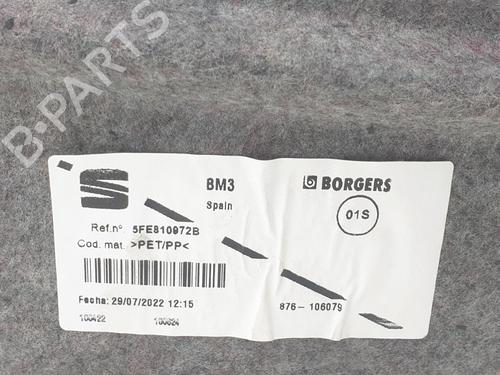 B-PARTS
BM3
Spain
BORGERS
01S
Ref.nº 5FE810972B
Cod. mat. >PET/PP<
Fecha: 29/07/2022 12:15
876-106079
100422 100624